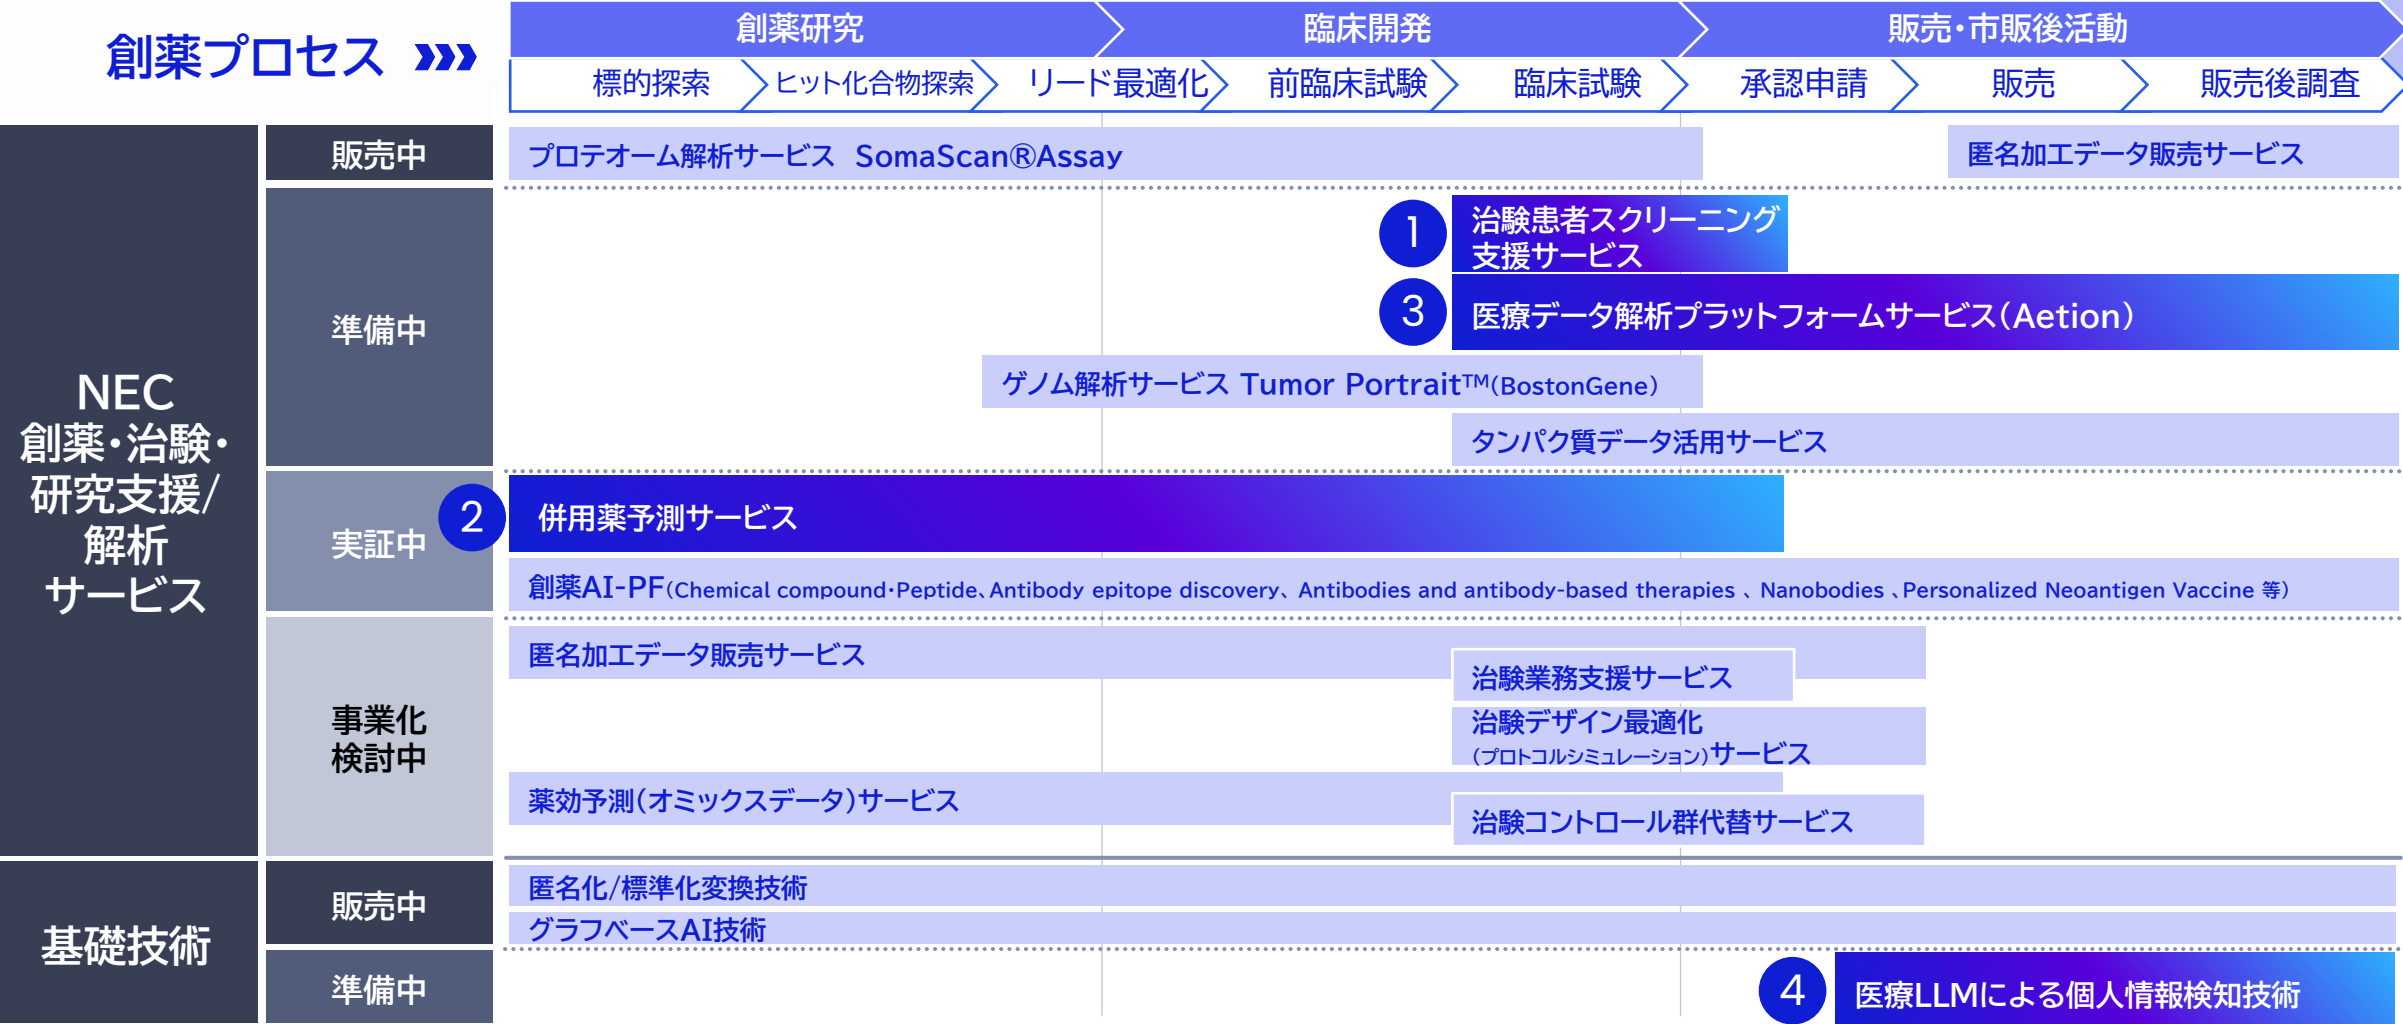 創薬プロセス
創薬研究
臨床開発
販売・市販後活動
標的探索
ヒット化合物探索
リード最適化
前臨床試験
臨床試験
承認申請
販売
販売後調査
NEC
創薬・治験・
研究支援/
解析
サービス
販売中
プロテオーム解析サービス SomaScan®Assay
匿名加工データ販売サービス
準備中
1
治験患者スクリーニング
支援サービス
3
医療データ解析プラットフォームサービス(Aetion)
ゲノム解析サービス Tumor Portrait™(BostonGene)
タンパク質データ活用サービス
実証中
2
併用薬予測サービス
創薬AI-PF(Chemical compound・Peptide、Antibody epitope discovery、Antibodies and antibody-based therapies 、Nanobodies 、Personalized Neoantigen Vaccine 等)
事業化
検討中
匿名加工データ販売サービス
治験業務支援サービス
治験デザイン最適化
(プロトコルシミュレーション)サービス
薬効予測(オミックスデータ)サービス
治験コントロール群代替サービス
基礎技術
販売中
匿名化/標準化変換技術
グラフベースAI技術
準備中
4
医療LLMによる個人情報検知技術